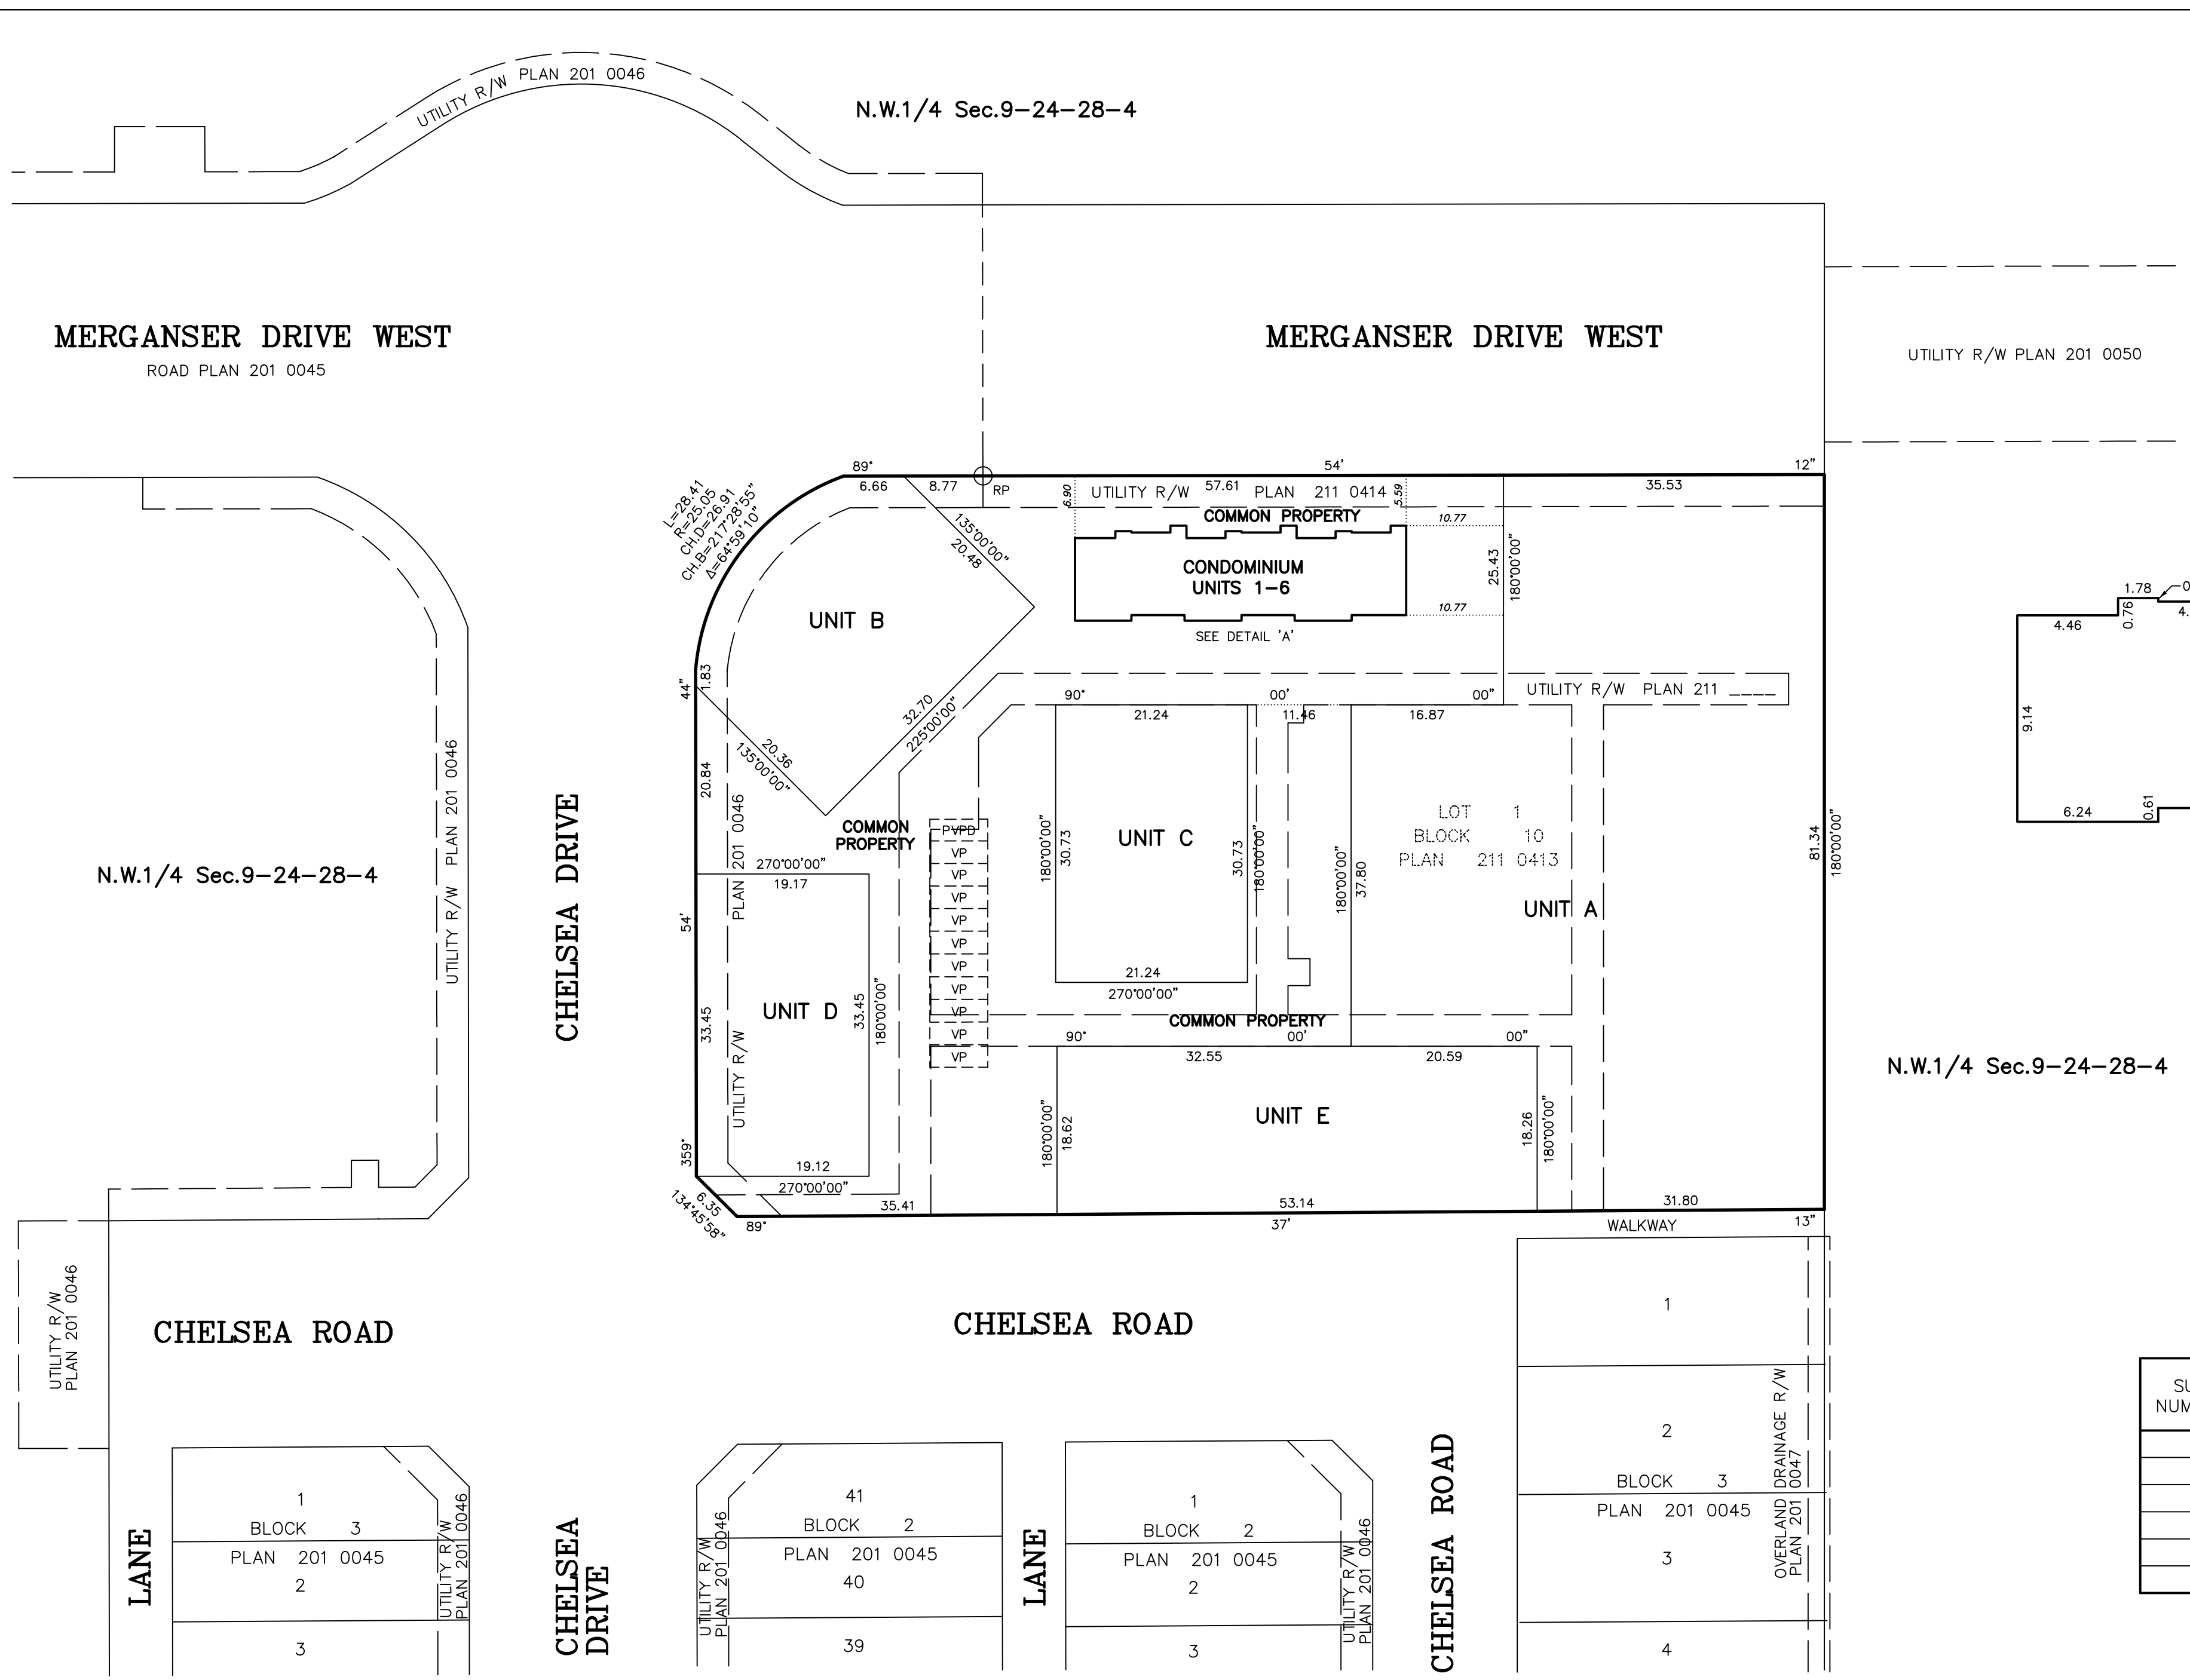 PLAN 201 0046
UTILITY R/W
N.W.1/4 Sec.9-24-28-4
MERGANSER DRIVE WEST
ROAD PLAN 201 0045
MERGANSER DRIVE WEST
UTILITY R/W PLAN 201 0050
89° 54' 12"
6.66 8.77 RP
UTILITY R/W 57.61 PLAN 211 0414
35.53
6.90
5.59
L=28.41
R=25.05
CH.D=26.91
CH.B=217°28'55"
Δ=64°59'10"
COMMON PROPERTY
10.77
135°00'00"
20.48
CONDOMINIUM
UNITS 1-6
10.77
SEE DETAIL 'A'
25.43
180°00'00"
UNIT B
1.83
44"
32.70
225°00'00"
20.36
135°00'00"
20.84
UTILITY R/W PLAN 211 ____
90° 00' 00"
21.24 11.46 16.87
1.78
4.46
0.76
9.14
6.24
0.61
UTILITY R/W PLAN 201 0046
CHELSEA DRIVE
PLAN 201 0046
UTILITY R/W
COMMON
PROPERTY
PVPD
VP
VP
VP
VP
VP
VP
VP
VP
VP
VP
UNIT C
180°00'00"
30.73
30.73
180°00'00"
21.24
270°00'00"
180°00'00"
37.80
LOT 1
BLOCK 10
PLAN 211 0413
UNIT A
81.34
180°00'00"
N.W.1/4 Sec.9-24-28-4
270°00'00"
19.17
54'
33.45
UNIT D
33.45
180°00'00"
19.12
270°00'00"
359°
6.35
134°45'58"
COMMON PROPERTY
90° 00' 00"
32.55 20.59
180°00'00"
18.62
UNIT E
18.26
180°00'00"
N.W.1/4 Sec.9-24-28-4
35.41 53.14 31.80
89° 37' 13"
WALKWAY
UTILITY R/W
PLAN 201 0046
CHELSEA ROAD
CHELSEA ROAD
LANE
1
BLOCK 3
PLAN 201 0045
2
3
UTILITY R/W
PLAN 201 0046
CHELSEA
DRIVE
UTILITY R/W
PLAN 201 0046
41
BLOCK 2
PLAN 201 0045
40
39
LANE
1
BLOCK 2
PLAN 201 0045
2
3
UTILITY R/W
PLAN 201 0046
CHELSEA ROAD
1
2
BLOCK 3
PLAN 201 0045
3
4
OVERLAND DRAINAGE R/W
PLAN 201 0047